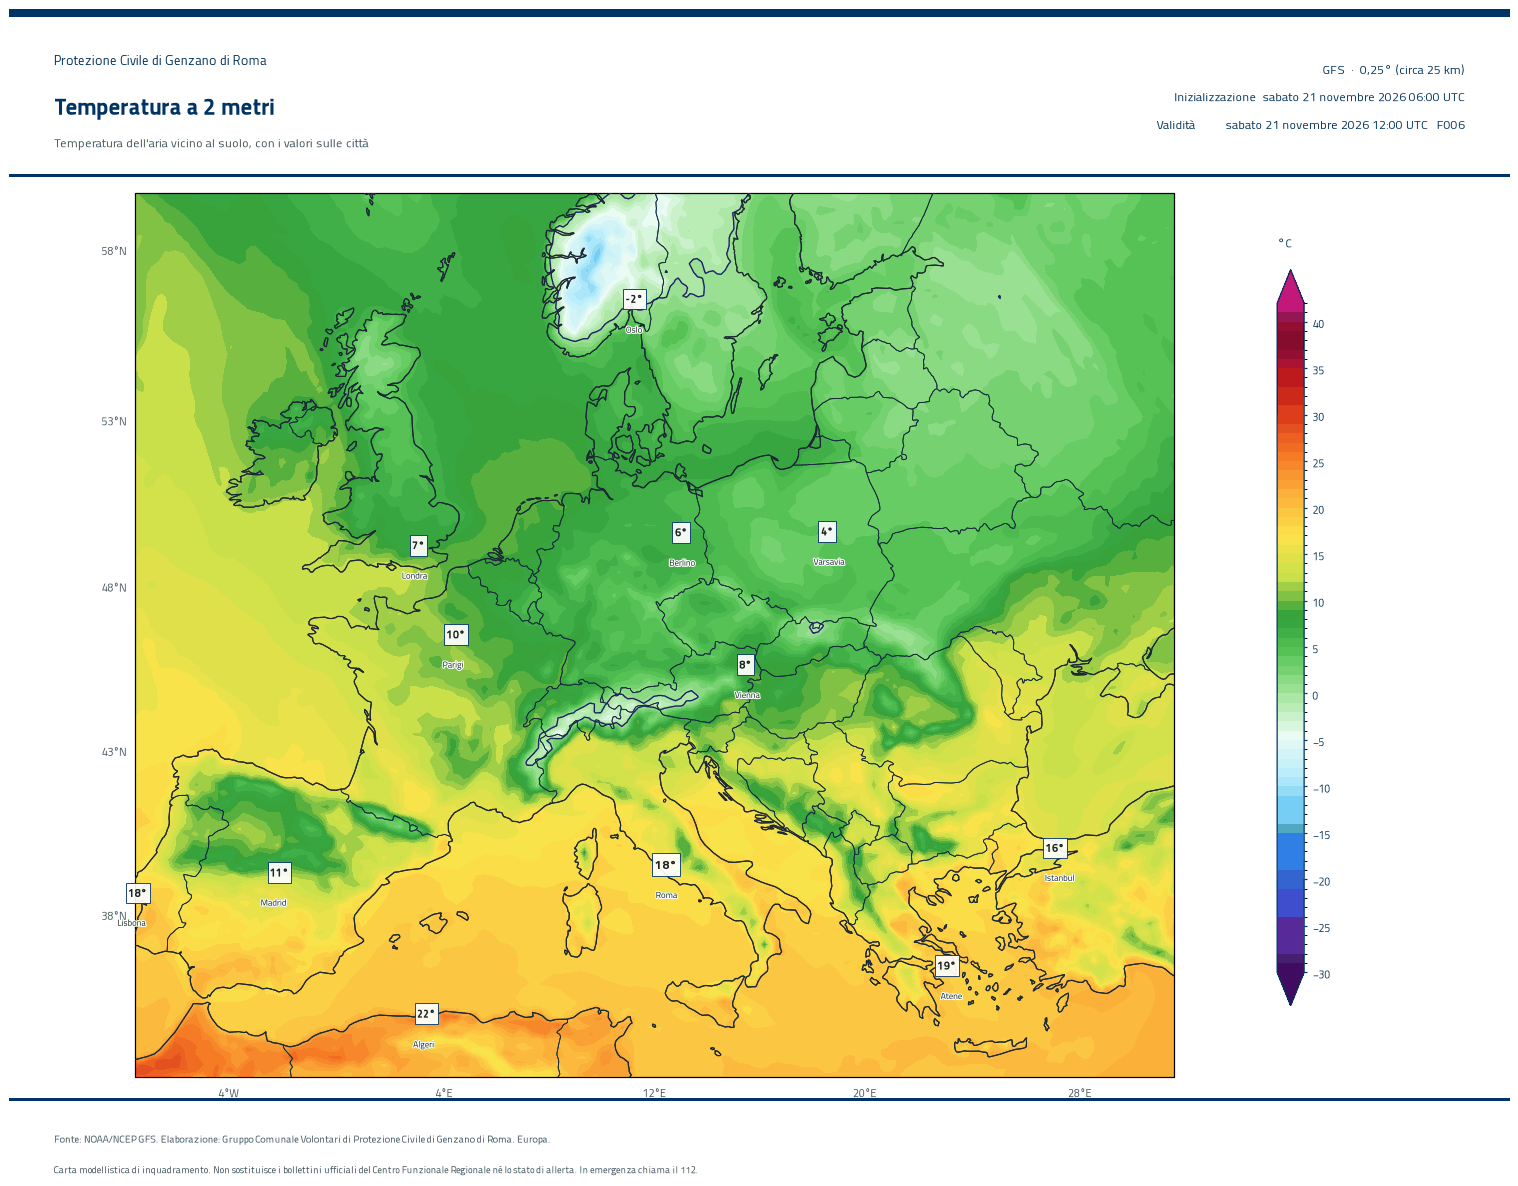 Protezione Civile di Genzano di Roma
Temperatura a 2 metri
Temperatura dell'aria vicino al suolo, con i valori sulle città
GFS · 0,25° (circa 25 km)
Inizializzazione sabato 21 novembre 2026 06:00 UTC
Validità sabato 21 novembre 2026 12:00 UTC F006
°C
40
35
30
25
20
15
10
5
0
−5
−10
−15
−20
−25
−30
58°N
53°N
48°N
43°N
38°N
4°W
4°E
12°E
20°E
28°E
-2°
Oslo
7°
Londra
6°
Berlino
4°
Varsavia
10°
Parigi
8°
Vienna
11°
Madrid
18°
Lisbona
18°
Roma
16°
Istanbul
19°
Atene
22°
Algeri
Fonte: NOAA/NCEP GFS. Elaborazione: Gruppo Comunale Volontari di Protezione Civile di Genzano di Roma. Europa.
Carta modellistica di inquadramento. Non sostituisce i bollettini ufficiali del Centro Funzionale Regionale né lo stato di allerta. In emergenza chiama il 112.